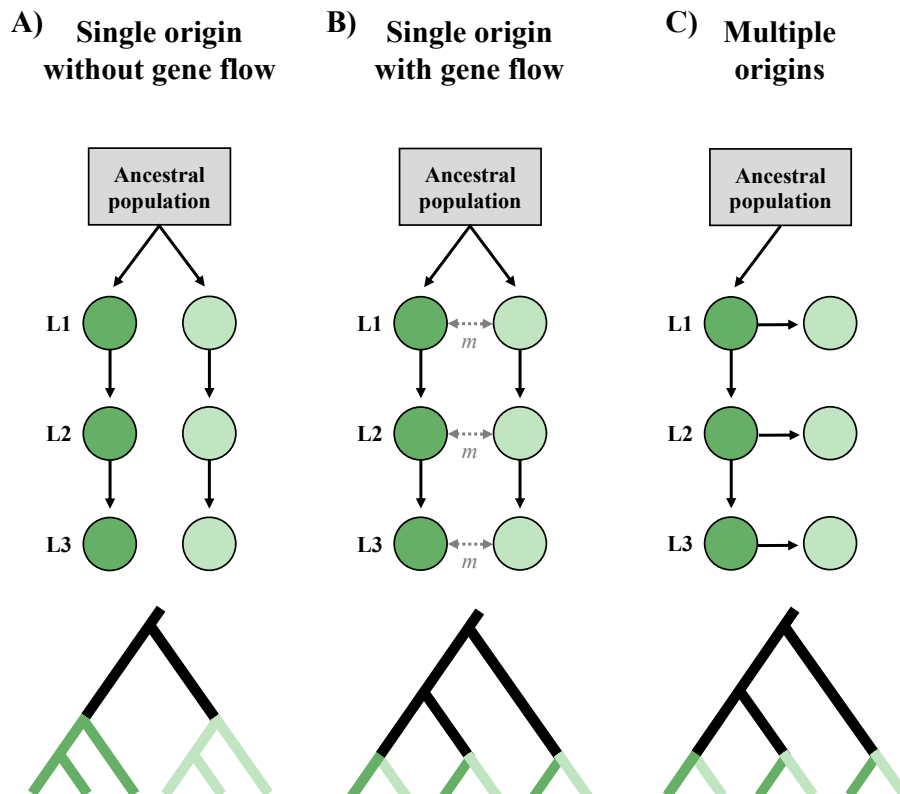 A) Single origin
without gene flow
B) Single origin
with gene flow
C) Multiple
origins
Ancestral
population
Ancestral
population
Ancestral
population
L1
L2
L3
L1
m
L2
m
L3
m
L1
L2
L3